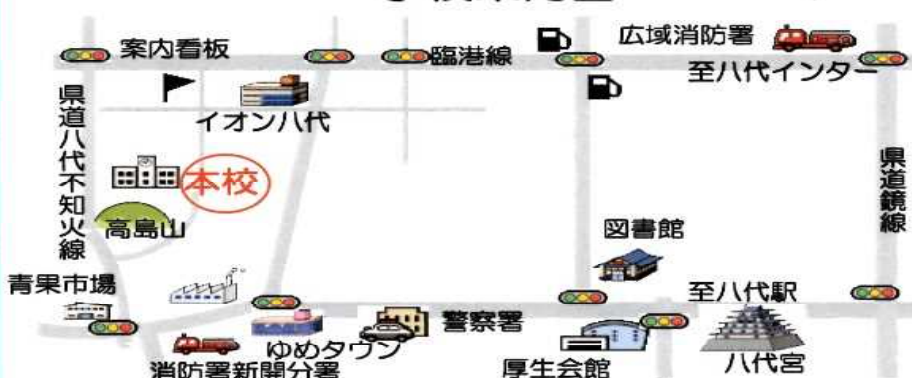 案内看板
臨港線
広域消防署
至八代インター
県道八代不知火線
イオン八代
本校
高島山
県道鏡線
図書館
青果市場
至八代駅
警察署
ゆめタウン
消防署新開分署
厚生会館
八代宮